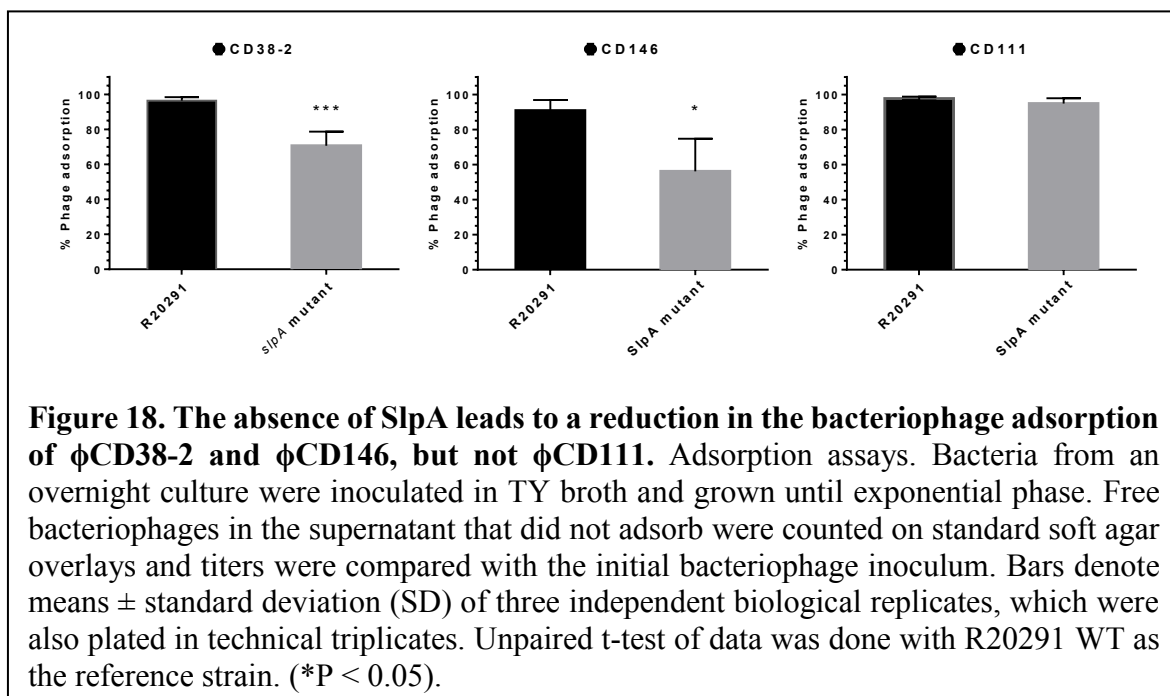 ⬣CD38-2
100
80
60
40
20
0
% Phage adsorption
***
R20291
slpA mutant
⬣CD146
100
80
60
40
20
0
% Phage adsorption
*
R20291
SlpA mutant
⬣CD111
100
80
60
40
20
0
% Phage adsorption
R20291
SlpA mutant
Figure 18. The absence of SlpA leads to a reduction in the bacteriophage adsorption
of ϕCD38-2 and ϕCD146, but not ϕCD111. Adsorption assays. Bacteria from an
overnight culture were inoculated in TY broth and grown until exponential phase. Free
bacteriophages in the supernatant that did not adsorb were counted on standard soft agar
overlays and titers were compared with the initial bacteriophage inoculum. Bars denote
means ± standard deviation (SD) of three independent biological replicates, which were
also plated in technical triplicates. Unpaired t-test of data was done with R20291 WT as
the reference strain. (*P < 0.05).